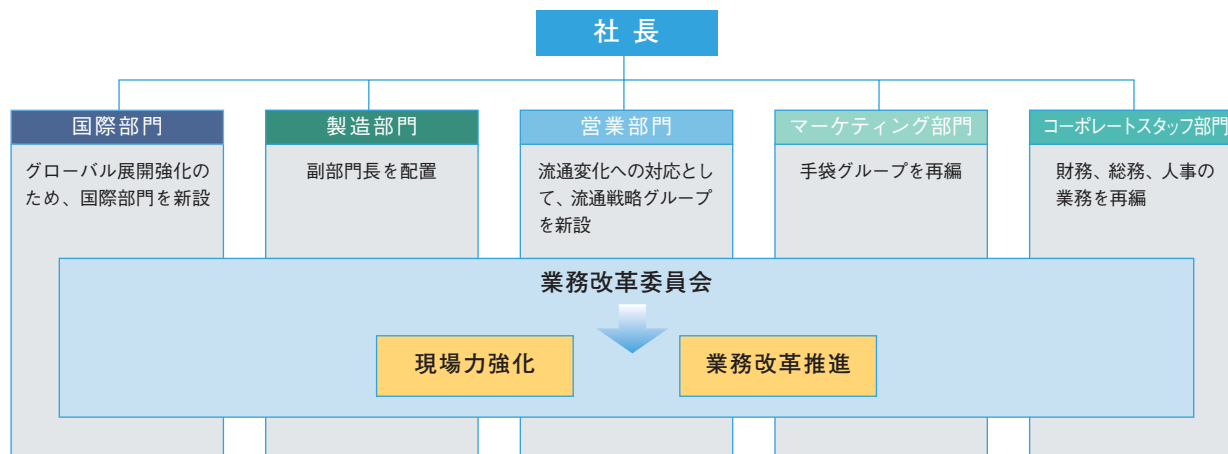 社長
国際部門
製造部門
営業部門
マーケティング部門
コーポレートスタッフ部門
グローバル展開強化の
ため、国際部門を新設
副部門長を配置
流通変化への対応とし
て、流通戦略グループ
を新設
手袋グループを再編
財務、総務、人事の
業務を再編
業務改革委員会
現場力強化
業務改革推進